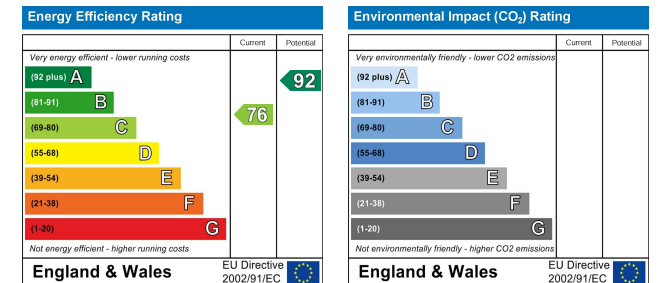 Energy Efficiency Rating
Current Potential
Very energy efficient - lower running costs
(92 plus) A
92
(81-91) B
76
(69-80) C
(55-68) D
(39-54) E
(21-38) F
(1-20) G
Not energy efficient - higher running costs
England & Wales
EU Directive
2002/91/EC
Environmental Impact (CO2) Rating
Current Potential
Very environmentally friendly - lower CO2 emissions
(92 plus) A
(81-91) B
(69-80) C
(55-68) D
(39-54) E
(21-38) F
(1-20) G
Not environmentally friendly - higher CO2 emissions
England & Wales
EU Directive
2002/91/EC